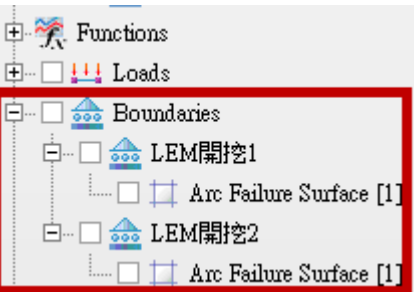 Functions
Loads
Boundaries
LEM開挖1
Arc Failure Surface [1]
LEM開挖2
Arc Failure Surface [1]